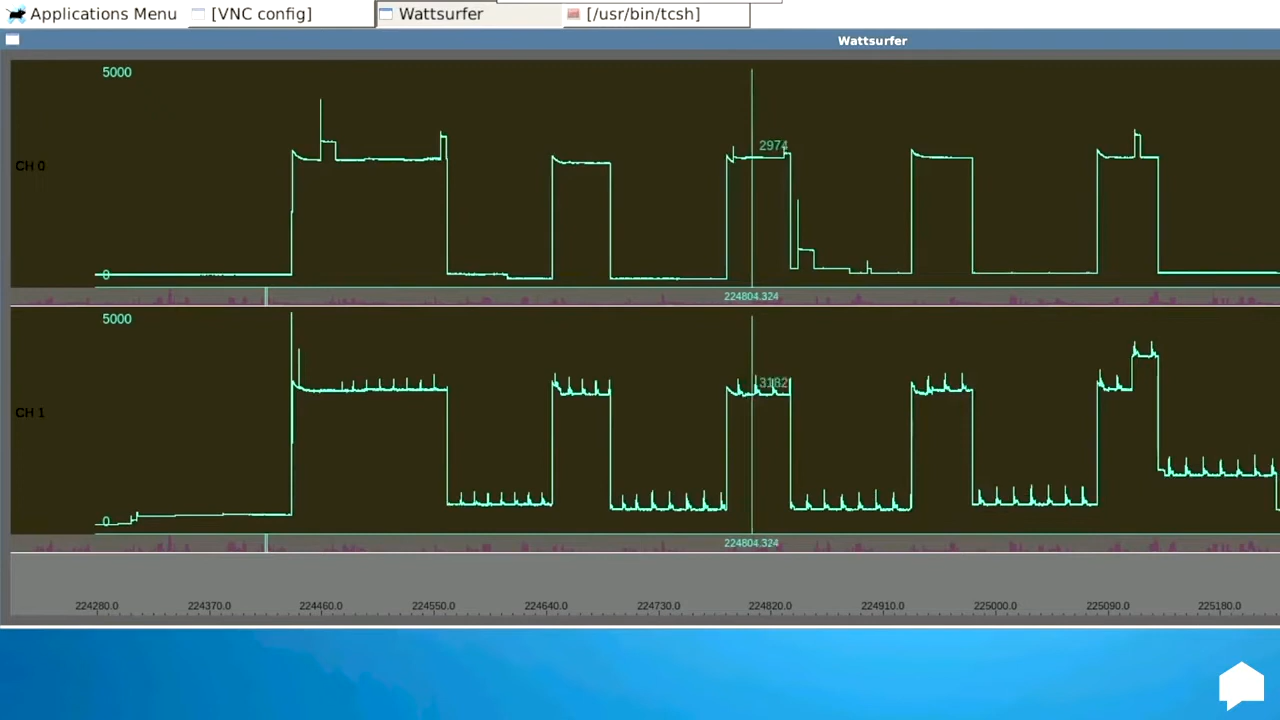 Applications Menu [VNC config] Wattsurfer [/usr/bin/tcsh]
Wattsurfer
5000
2974
CH 0
0
224804.324
5000
3182
CH 1
0
224804.324
224280.0 224370.0 224460.0 224550.0 224640.0 224730.0 224820.0 224910.0 225000.0 225090.0 225180.0